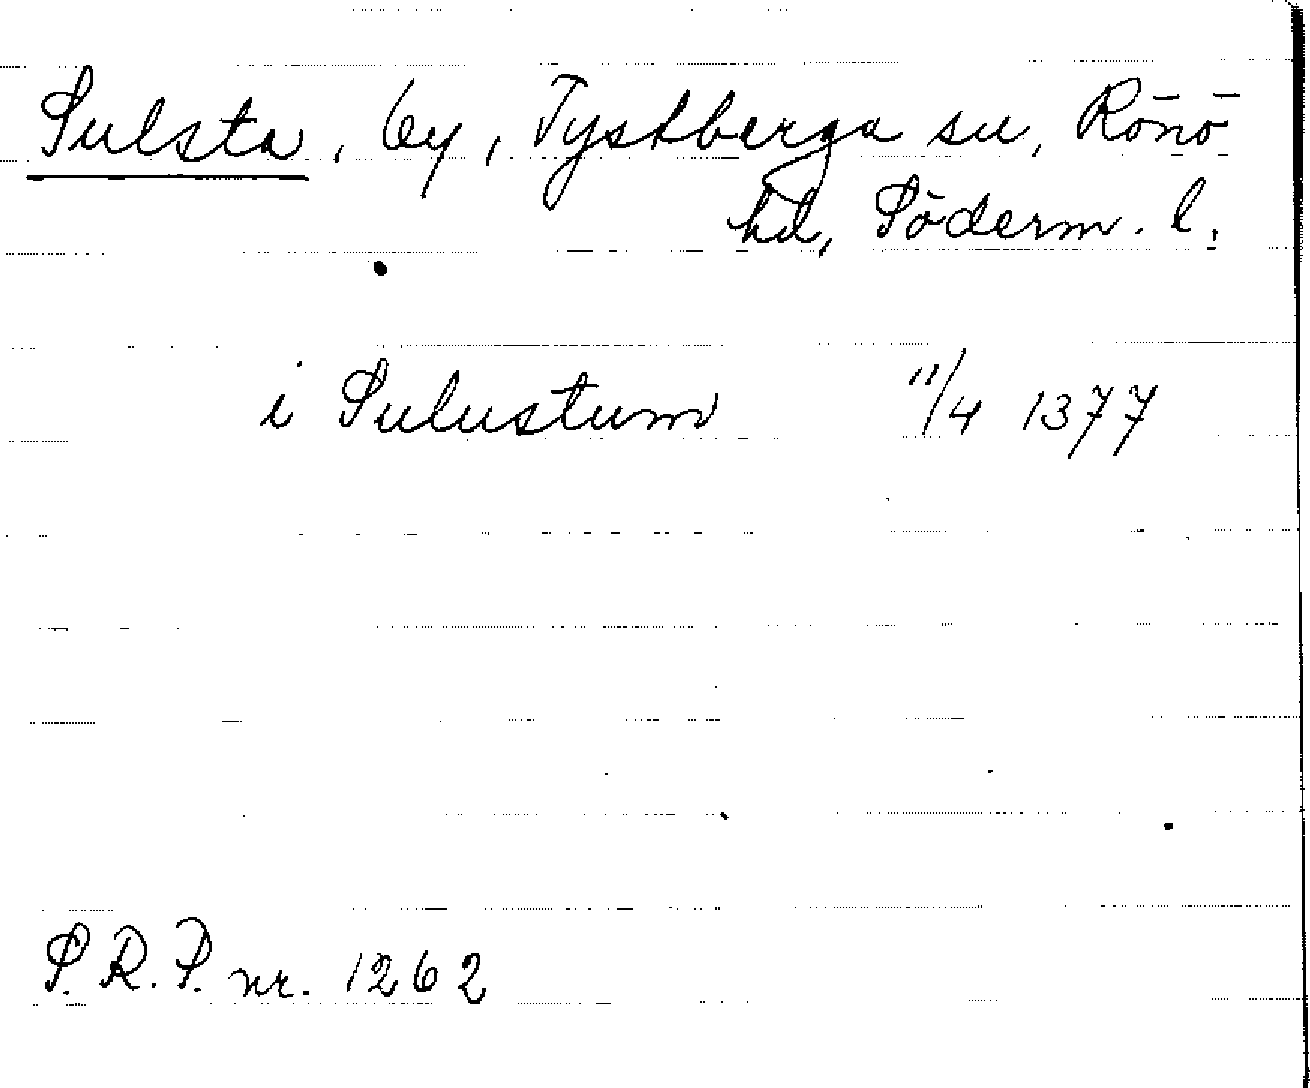 Sulsta, by, Tystberga sn, Rönö
hd, Söderm. l.
i Sulustum 11/4 1377
S.R.P. nr. 1262